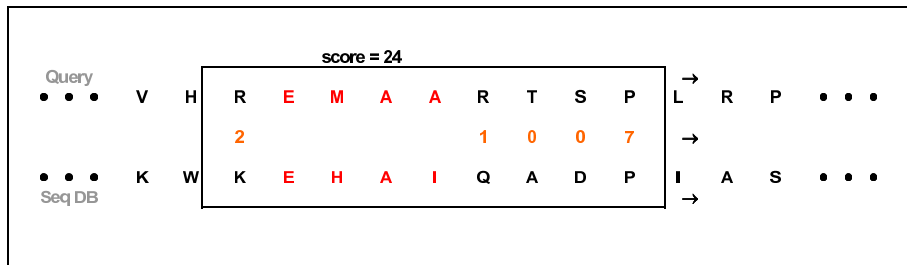 score = 24
Query
• • • V H R E M A A R T S P L R P • • •
→
2 1 0 0 7 →
• • • K W K E H A I Q A D P I A S • • •
Seq DB
→